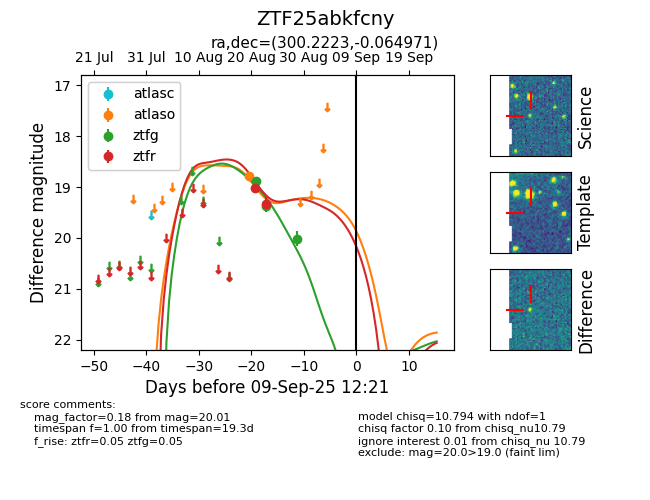 ZTF25abkfcny
ra,dec=(300.2223,-0.064971)
21 Jul 31 Jul 10 Aug 20 Aug 30 Aug 09 Sep 19 Sep
17
18
19
20
21
22
Difference magnitude
atlasc
atlaso
ztfg
ztfr
−50 −40 −30 −20 −10 0 10
Days before 09-Sep-25 12:21
Science
Template
Difference
score comments:
mag_factor=0.18 from mag=20.01
timespan f=1.00 from timespan=19.3d
f_rise: ztfr=0.05 ztfg=0.05
model chisq=10.794 with ndof=1
chisq factor 0.10 from chisq_nu10.79
ignore interest 0.01 from chisq_nu 10.79
exclude: mag=20.0>19.0 (faint lim)